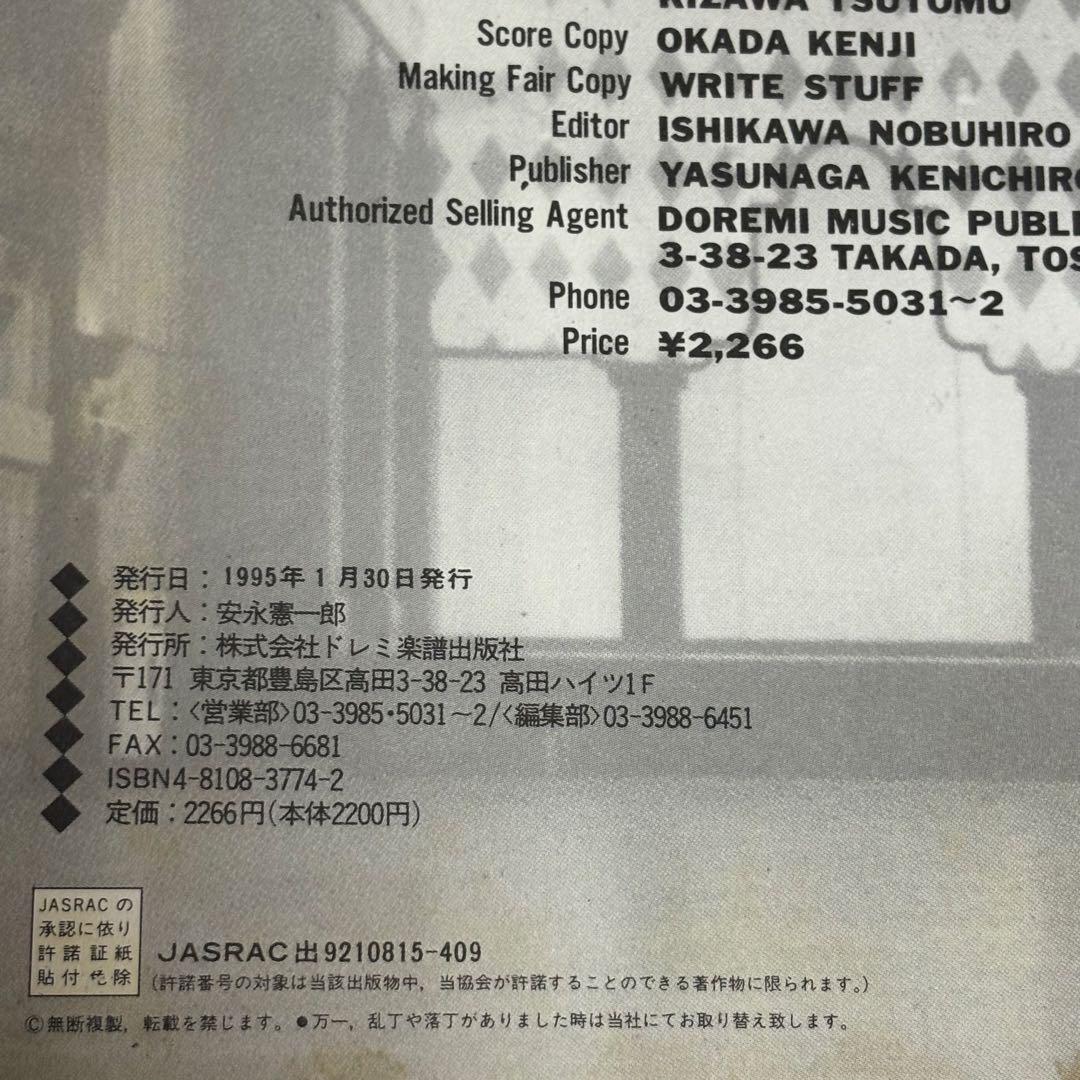 RIZAWA TSUTOMU
Score Copy OKADA KENJI
Making Fair Copy WRITE STUFF
Editor ISHIKAWA NOBUHIRO
Publisher YASUNAGA KENICHIRO
Authorized Selling Agent DOREMI MUSIC PUBLI
3-38-23 TAKADA, TOS
Phone 03-3985-5031～2
Price ¥2,266
発行日：1995年1月30日発行
発行人：安永憲一郎
発行所：株式会社ドレミ楽譜出版社
〒171 東京都豊島区高田3-38-23 高田ハイツ1F
TEL：〈営業部〉03-3985・5031～2/〈編集部〉03-3988-6451
FAX：03-3988-6681
ISBN4-8108-3774-2
定価：2266円(本体2200円)
JASRACの
承認に依り
許諾証紙
貼付も除
JASRAC出9210815-409
(許諾番号の対象は当該出版物中，当協会が許諾することのできる著作物に限られます。)
©無断複製，転載を禁じます。●万一，乱丁や落丁がありました時は当社にてお取り替え致します。